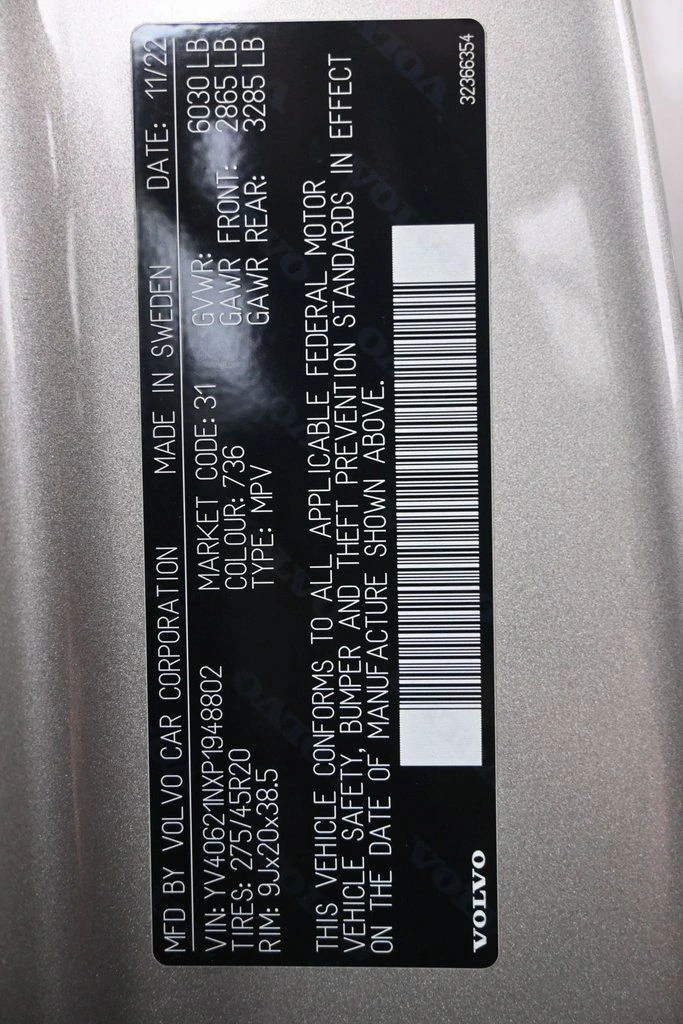 MFD BY VOLVO CAR CORPORATION MADE IN SWEDEN DATE: 11/22
VIN: YV40621NXP1948802 MARKET CODE: 31 GVWR: 6030 LB
TIRES: 275/45R20 COLOUR: 736 GAWR FRONT: 2865 LB
RIM: 9Jx20x38.5 TYPE: MPV GAWR REAR: 3285 LB
THIS VEHICLE CONFORMS TO ALL APPLICABLE FEDERAL MOTOR
VEHICLE SAFETY, BUMPER AND THEFT PREVENTION STANDARDS IN EFFECT
ON THE DATE OF MANUFACTURE SHOWN ABOVE.
VOLVO 32366354